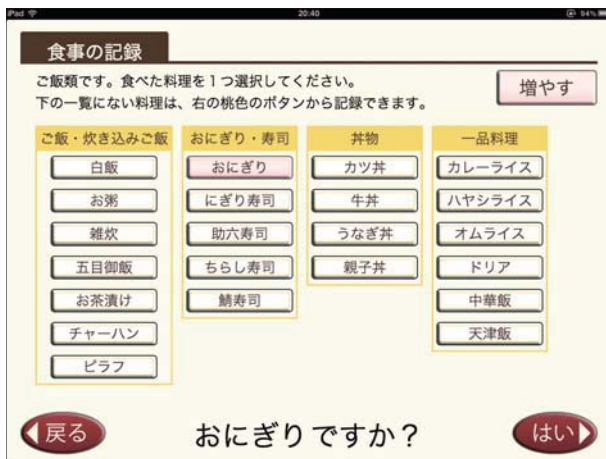 iPad 20:40 94%
食事の記録
ご飯類です。食べた料理を1つ選択してください。
下の一覧にない料理は、右の桃色のボタンから記録できます。
増やす
ご飯・炊き込みご飯
白飯
お粥
雑炊
五目御飯
お茶漬け
チャーハン
ピラフ
おにぎり・寿司
おにぎり
にぎり寿司
助六寿司
ちらし寿司
鯖寿司
丼物
カツ丼
牛丼
うなぎ丼
親子丼
一品料理
カレーライス
ハヤシライス
オムライス
ドリア
中華飯
天津飯
戻る
おにぎりですか？
はい